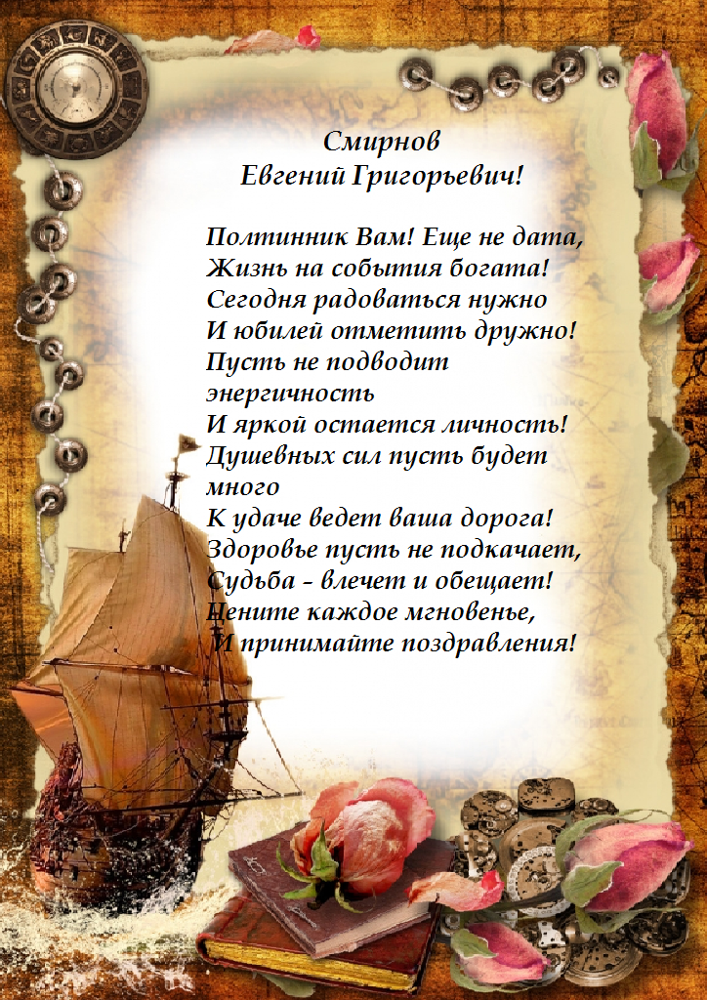 Смирнов
Евгений Григорьевич!
Полтинник Вам! Еще не дата,
Жизнь на события богата!
Сегодня радоваться нужно
И юбилей отметить дружно!
Пусть не подводит
энергичность
И яркой остается личность!
Душевных сил пусть будет
много
К удаче ведет ваша дорога!
Здоровье пусть не подкачает,
Судьба – влечет и обещает!
Цените каждое мгновенье,
И принимайте поздравления!